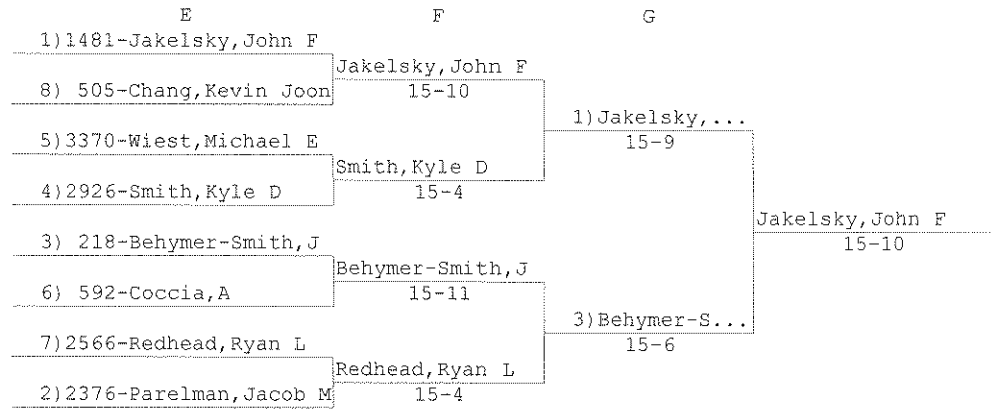 E F G
1)1481-Jakelsky,John F
Jakelsky,John F
8) 505-Chang,Kevin Joon
15-10
1)Jakelsky,...
5)3370-Wiest,Michael E
15-9
Smith,Kyle D
4)2926-Smith,Kyle D
15-4
Jakelsky,John F
3) 218-Behymer-Smith,J
15-10
Behymer-Smith,J
6) 592-Coccia,A
15-11
3)Behymer-S...
7)2566-Redhead,Ryan L
15-6
Redhead,Ryan L
2)2376-Parelman,Jacob M
15-4